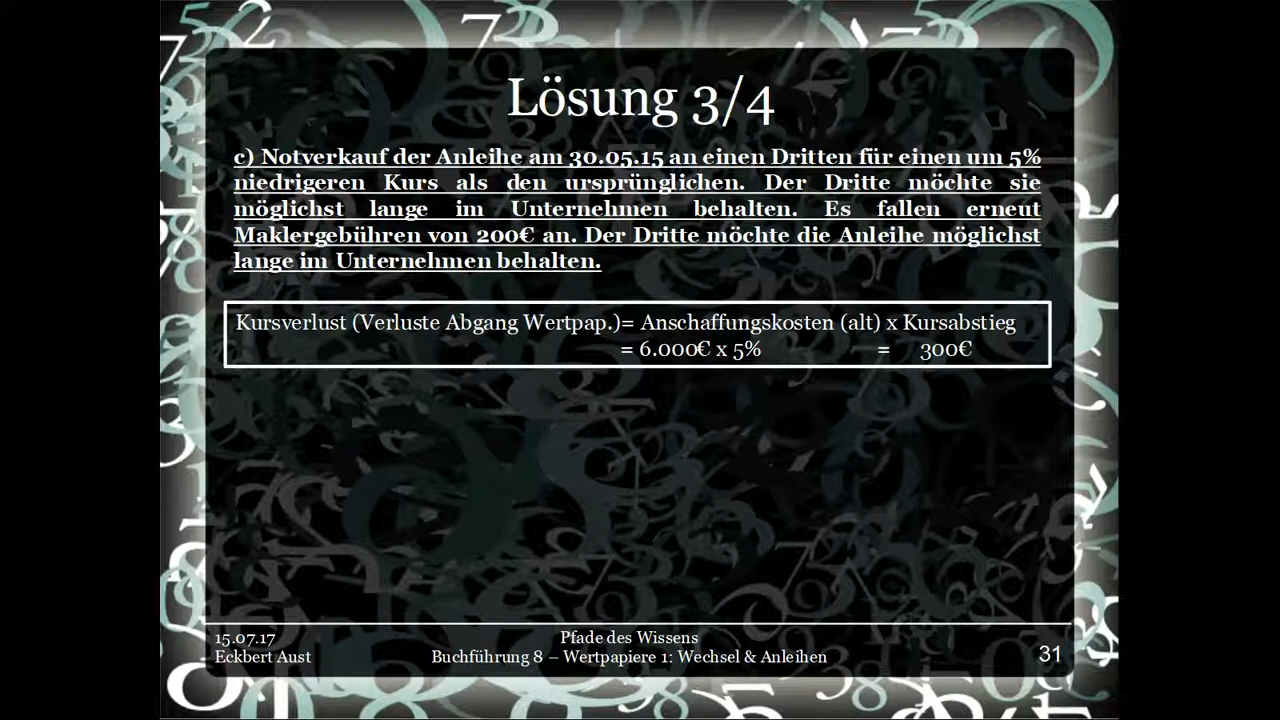 Lösung 3/4
c) Notverkauf der Anleihe am 30.05.15 an einen Dritten für einen um 5%
niedrigeren Kurs als den ursprünglichen. Der Dritte möchte sie
möglichst lange im Unternehmen behalten. Es fallen erneut
Maklergebühren von 200€ an. Der Dritte möchte die Anleihe möglichst
lange im Unternehmen behalten.
Kursverlust (Verluste Abgang Wertpap.)= Anschaffungskosten (alt) x Kursabstieg
= 6.000€ x 5% = 300€
15.07.17
Eckbert Aust
Pfade des Wissens
Buchführung 8 – Wertpapiere 1: Wechsel & Anleihen
31